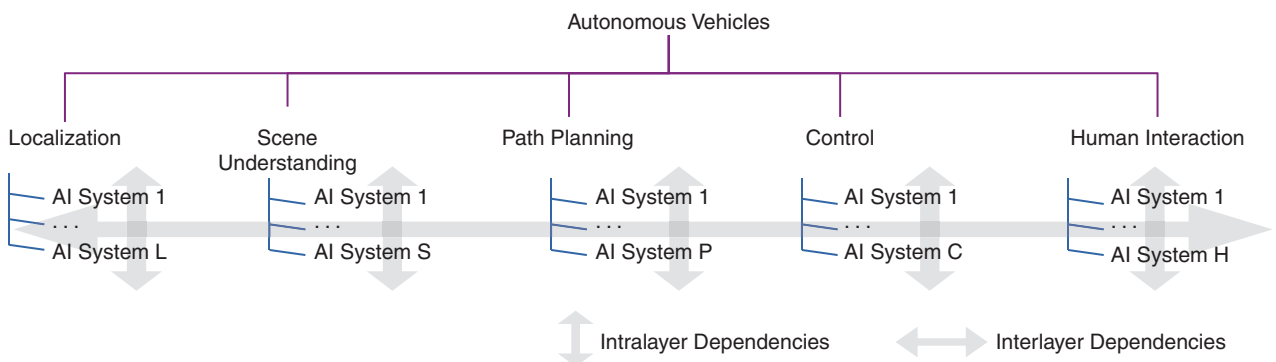 Autonomous Vehicles
Localization
Scene
Understanding
Path Planning
Control
Human Interaction
AI System 1
. . .
AI System L
AI System 1
. . .
AI System S
AI System 1
. . .
AI System P
AI System 1
. . .
AI System C
AI System 1
. . .
AI System H
Intralayer Dependencies
Interlayer Dependencies